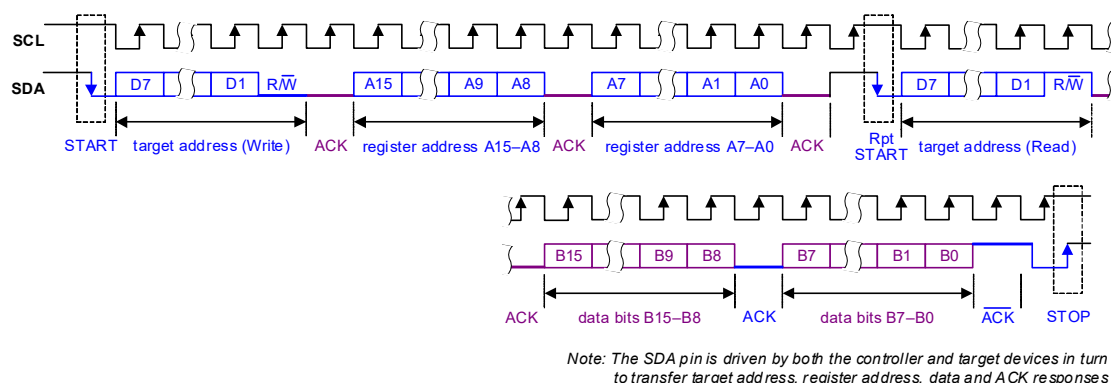 SCL
SDA
D7 D1 R/W̅ A15 A9 A8 A7 A1 A0 D7 D1 R/W̅
START target address (Write) ACK register address A15–A8 ACK register address A7–A0 ACK Rpt START target address (Read)
B15 B9 B8 B7 B1 B0
ACK data bits B15–B8 ACK data bits B7–B0 A̅C̅K̅ STOP
Note: The SDA pin is driven by both the controller and target devices in turn
to transfer target address, register address, data and ACK responses